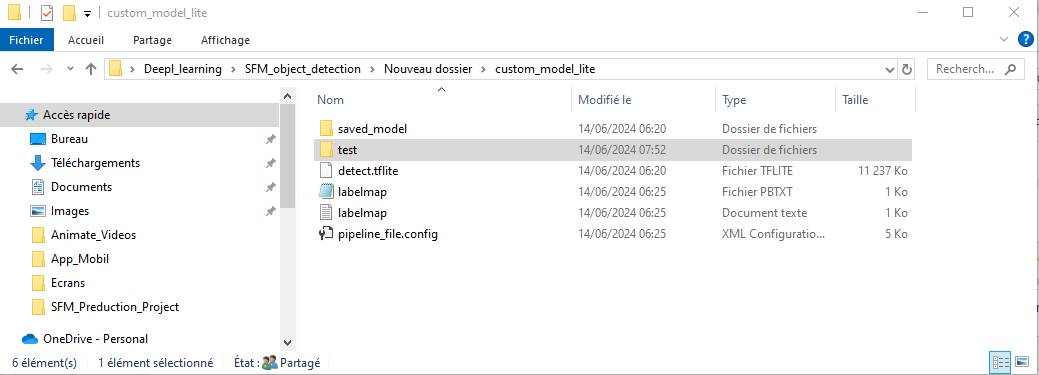 custom_model_lite
Fichier Accueil Partage Affichage
Deepl_learning SFM_object_detection Nouveau dossier custom_model_lite Recherch...
Nom Modifié le Type Taille
Accès rapide
Bureau
Téléchargements
Documents
Images
Animate_Videos
App_Mobil
Ecrans
SFM_Preduction_Project
OneDrive - Personal
saved_model 14/06/2024 06:20 Dossier de fichiers
test 14/06/2024 07:52 Dossier de fichiers
detect.tflite 14/06/2024 06:20 Fichier TFLITE 11 237 Ko
labelmap 14/06/2024 06:25 Fichier PBTXT 1 Ko
labelmap 14/06/2024 06:25 Document texte 1 Ko
pipeline_file.config 14/06/2024 06:25 XML Configuratio... 5 Ko
6 élément(s) 1 élément sélectionné État : Partagé